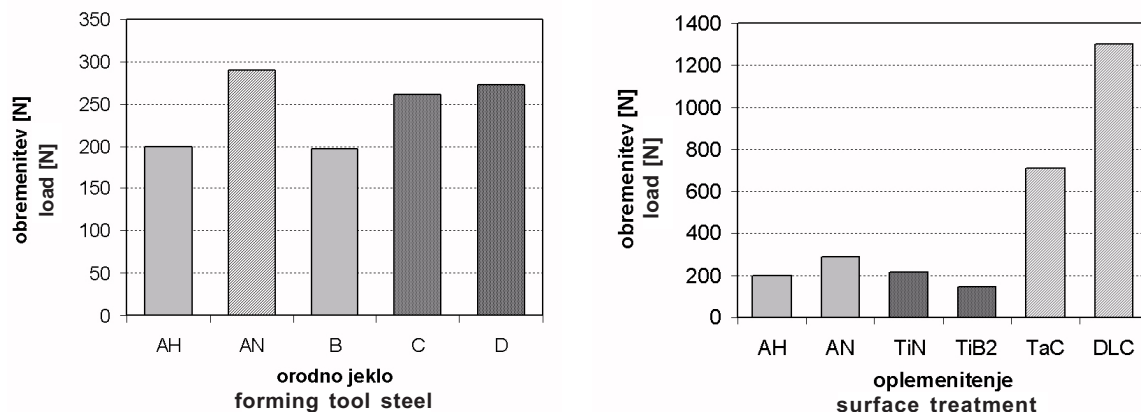 350
300
250
200
150
100
50
0
obremenitev [N]
load [N]
AH AN B C D
orodno jeklo
forming tool steel
1400
1200
1000
800
600
400
200
0
obremenitev [N]
load [N]
AH AN TiN TiB2 TaC DLC
oplemenitenje
surface treatment